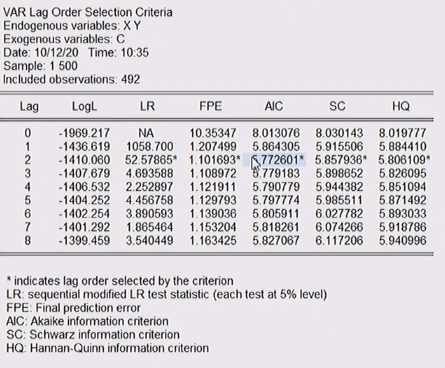 VAR Lag Order Selection Criteria
Endogenous variables: X Y
Exogenous variables: C
Date: 10/12/20 Time: 10:35
Sample: 1 500
Included observations: 492
Lag LogL LR FPE AIC SC HQ
0 -1969.217 NA 10.35347 8.013076 8.030143 8.019777
1 -1436.619 1058.700 1.207499 5.864305 5.915506 5.884410
2 -1410.060 52.57865* 1.101693* 5.772601* 5.857936* 5.806109*
3 -1407.679 4.693588 1.108972 5.779183 5.898652 5.826095
4 -1406.532 2.252897 1.121911 5.790779 5.944382 5.851094
5 -1404.252 4.456758 1.129793 5.797774 5.985511 5.871492
6 -1402.254 3.890593 1.139036 5.805911 6.027782 5.893033
7 -1401.292 1.865464 1.153204 5.818261 6.074266 5.918786
8 -1399.459 3.540449 1.163425 5.827067 6.117206 5.940996
* indicates lag order selected by the criterion
LR: sequential modified LR test statistic (each test at 5% level)
FPE: Final prediction error
AIC: Akaike information criterion
SC: Schwarz information criterion
HQ: Hannan-Quinn information criterion